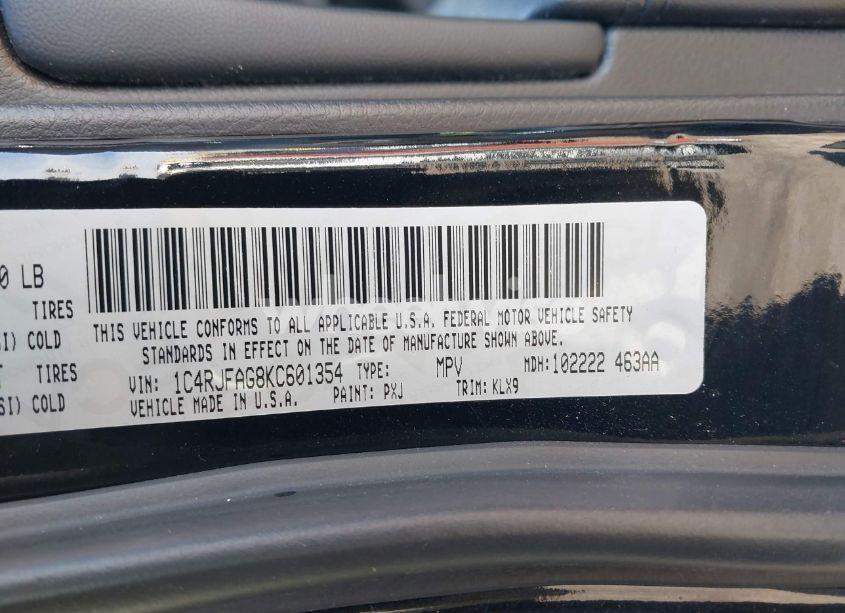 0 LB
TIRES
SI) COLD
T
SI) COLD
THIS VEHICLE CONFORMS TO ALL APPLICABLE U.S.A. FEDERAL MOTOR VEHICLE SAFETY
STANDARDS IN EFFECT ON THE DATE OF MANUFACTURE SHOWN ABOVE.
VIN: 1C4RJFAG8KC601354 TYPE: MPV MDH:102222 463AA
VEHICLE MADE IN U.S.A. PAINT: PXJ TRIM: KLX9